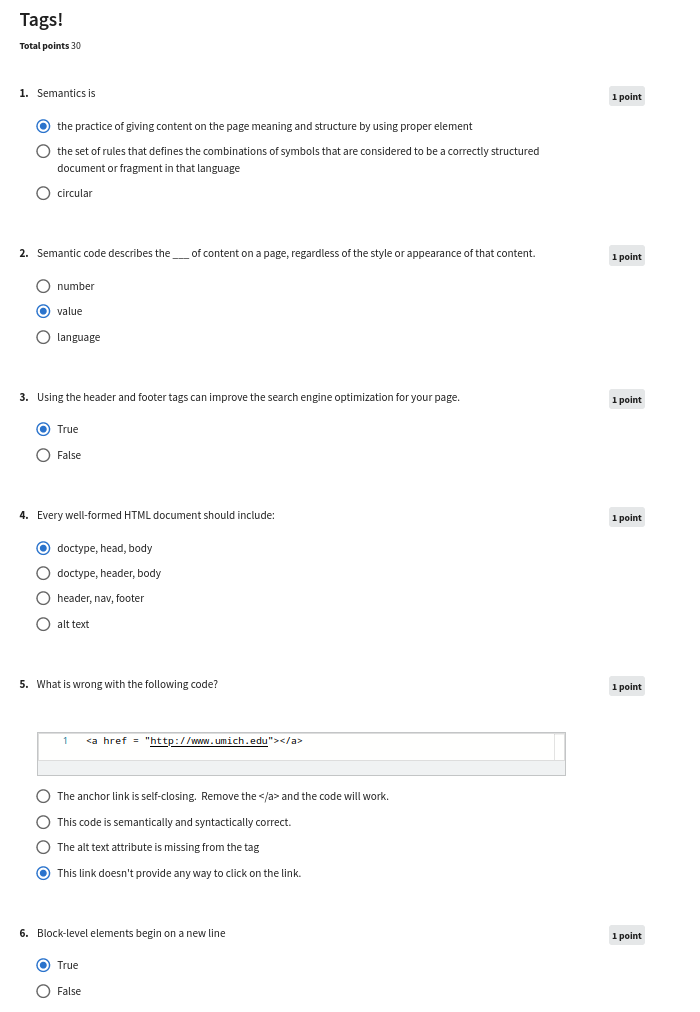 Tags!
Total points 30
1. Semantics is
1 point
the practice of giving content on the page meaning and structure by using proper element
the set of rules that defines the combinations of symbols that are considered to be a correctly structured
document or fragment in that language
circular
2. Semantic code describes the ___ of content on a page, regardless of the style or appearance of that content.
1 point
number
value
language
3. Using the header and footer tags can improve the search engine optimization for your page.
1 point
True
False
4. Every well-formed HTML document should include:
1 point
doctype, head, body
doctype, header, body
header, nav, footer
alt text
5. What is wrong with the following code?
1 point
1 <a href = "http://www.umich.edu"></a>
The anchor link is self-closing. Remove the </a> and the code will work.
This code is semantically and syntactically correct.
The alt text attribute is missing from the tag
This link doesn't provide any way to click on the link.
6. Block-level elements begin on a new line
1 point
True
False